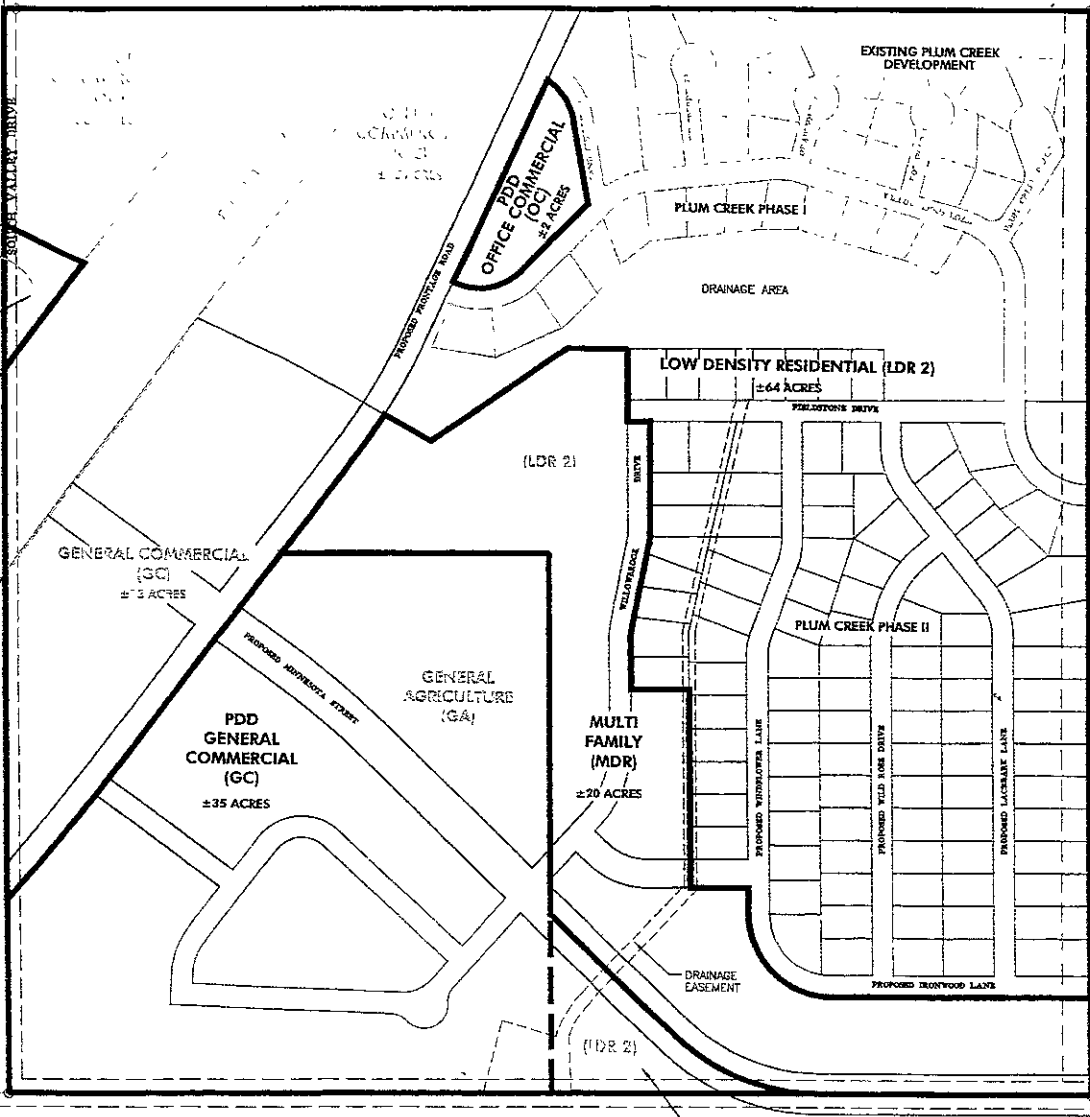 EXISTING PLUM CREEK
DEVELOPMENT
SOUTH VALLEY DRIVE
PDD
OFFICE COMMERCIAL
(OC)
±2 ACRES
PLUM CREEK PHASE I
PROPOSED FRONTAGE ROAD
DRAINAGE AREA
LOW DENSITY RESIDENTIAL (LDR 2)
±64 ACRES
FIELDSTONE DRIVE
(LDR 2)
WILLOWBROOK DRIVE
GENERAL COMMERCIAL
(GC)
ACRES
PROPOSED MINNESOTA STREET
PLUM CREEK PHASE II
GENERAL
AGRICULTURE
(GA)
PDD
GENERAL
COMMERCIAL
(GC)
±35 ACRES
MULTI
FAMILY
(MDR)
±20 ACRES
PROPOSED WINDFLOWER LANE
PROPOSED WILD ROSE DRIVE
PROPOSED LACEBARK LANE
DRAINAGE
EASEMENT
PROPOSED IRONWOOD LANE
(LDR 2)